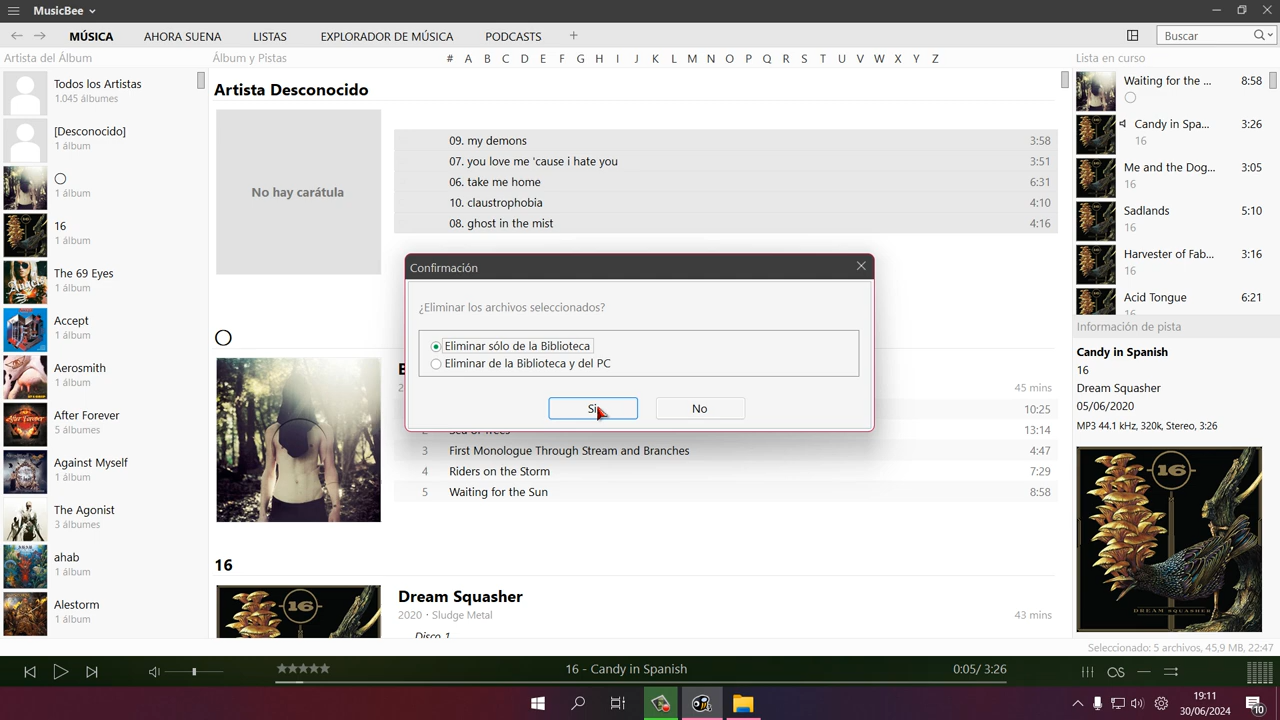 MusicBee
MÚSICA
AHORA SUENA
LISTAS
EXPLORADOR DE MÚSICA
PODCASTS
+
Buscar
Artista del Álbum
Álbum y Pistas
# A B C D E F G H I J K L M N O P Q R S T U V W X Y Z
Lista en curso
Todos los Artistas
1.045 álbumes
[Desconocido]
1 álbum
1 álbum
16
1 álbum
The 69 Eyes
1 álbum
Accept
1 álbum
Aerosmith
1 álbum
After Forever
5 álbumes
Against Myself
1 álbum
The Agonist
3 álbumes
ahab
1 álbum
Alestorm
1 álbum
Artista Desconocido
No hay carátula
09. my demons 3:58
07. you love me 'cause i hate you 3:51
06. take me home 6:31
10. claustrophobia 4:10
08. ghost in the mist 4:16
Confirmación
¿Eliminar los archivos seleccionados?
Eliminar sólo de la Biblioteca
Eliminar de la Biblioteca y del PC
No
45 mins
10:25
13:14
3 First Monologue Through Stream and Branches 4:47
4 Riders on the Storm 7:29
5 Waiting for the Sun 8:58
16
Dream Squasher
2020 · Sludge Metal 43 mins
Disco 1
Waiting for the ... 8:58
Candy in Spa... 3:26
16
Me and the Dog... 3:05
16
Sadlands 5:10
16
Harvester of Fab... 3:16
16
Acid Tongue 6:21
16
Información de pista
Candy in Spanish
16
Dream Squasher
05/06/2020
MP3 44.1 kHz, 320k, Stereo, 3:26
16
DREAM SQUASHER
Seleccionado: 5 archivos, 45,9 MB, 22:47
16 - Candy in Spanish
0:05/ 3:26
19:11
30/06/2024